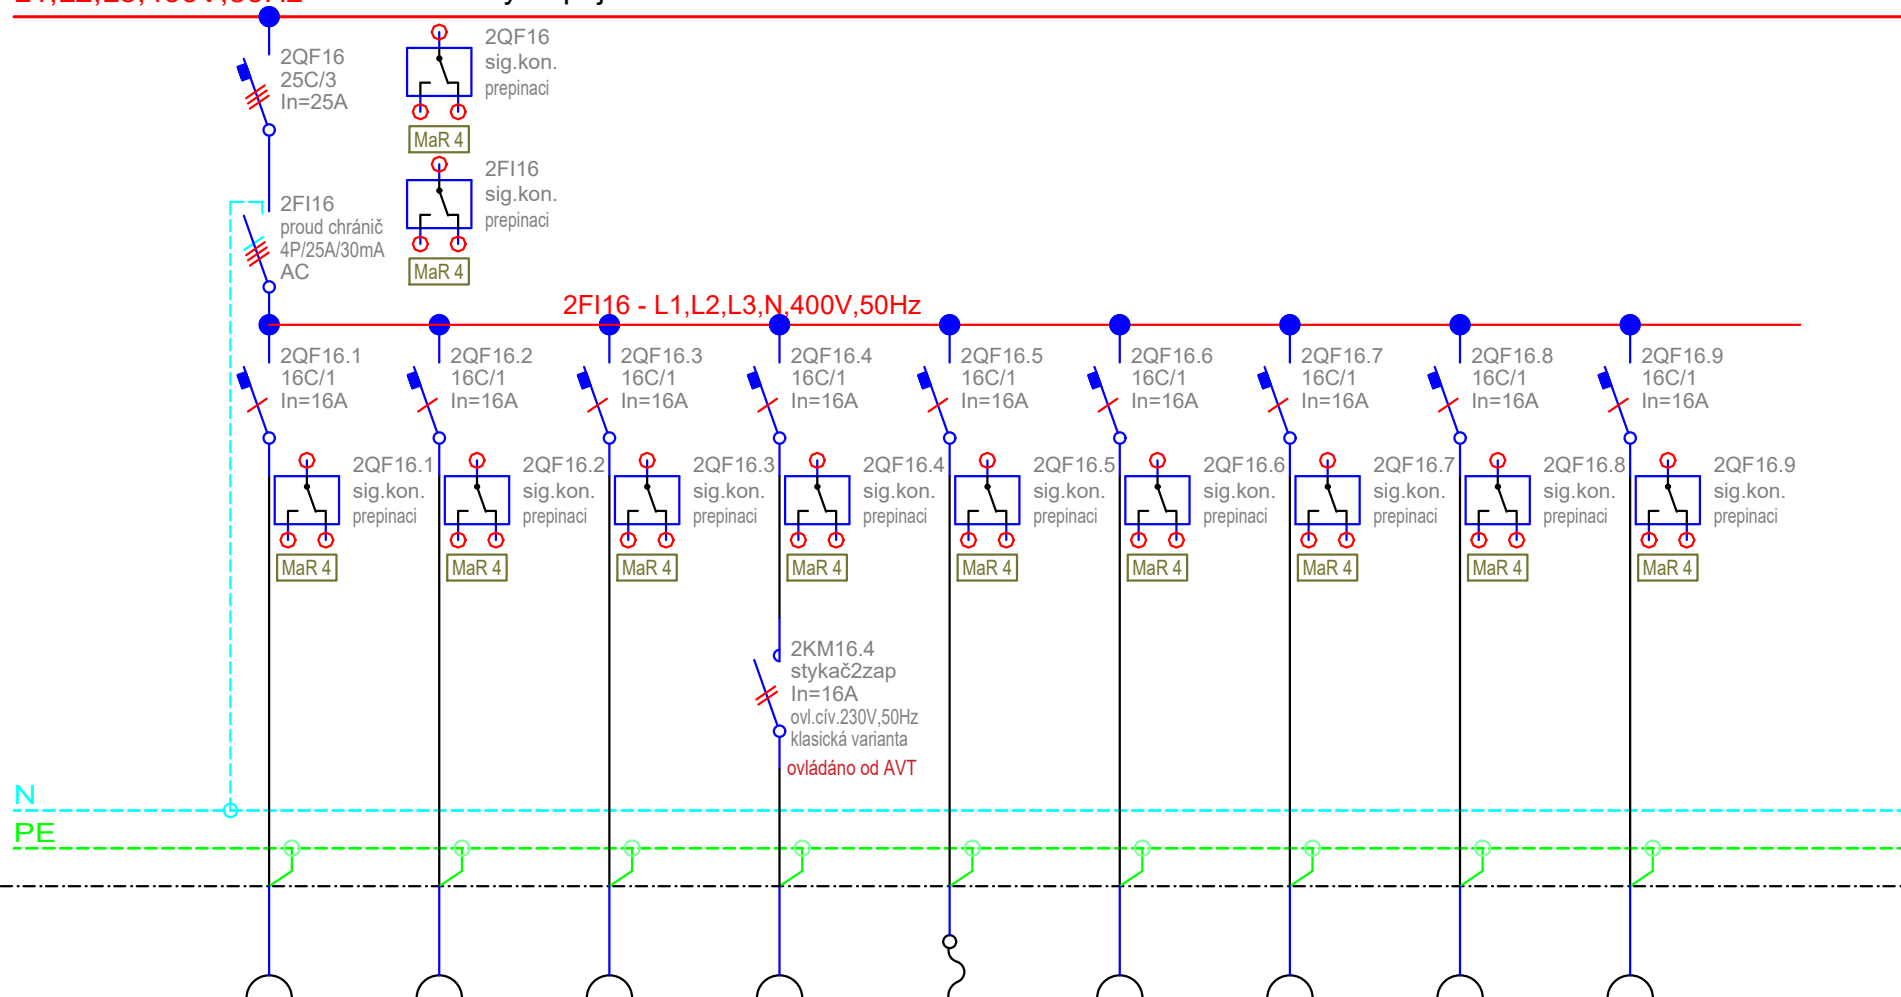 2QF16
25C/3
In=25A
2QF16
sig.kon.
prepinaci
MaR 4
2FI16
proud chránič
4P/25A/30mA
AC
2FI16
sig.kon.
prepinaci
MaR 4
2FI16 - L1,L2,L3,N,400V,50Hz
2QF16.1
16C/1
In=16A
2QF16.2
16C/1
In=16A
2QF16.3
16C/1
In=16A
2QF16.4
16C/1
In=16A
2QF16.5
16C/1
In=16A
2QF16.6
16C/1
In=16A
2QF16.7
16C/1
In=16A
2QF16.8
16C/1
In=16A
2QF16.9
16C/1
In=16A
2QF16.1
sig.kon.
prepinaci
MaR 4
2QF16.2
sig.kon.
prepinaci
MaR 4
2QF16.3
sig.kon.
prepinaci
MaR 4
2QF16.4
sig.kon.
prepinaci
MaR 4
2QF16.5
sig.kon.
prepinaci
MaR 4
2QF16.6
sig.kon.
prepinaci
MaR 4
2QF16.7
sig.kon.
prepinaci
MaR 4
2QF16.8
sig.kon.
prepinaci
MaR 4
2QF16.9
sig.kon.
prepinaci
MaR 4
2KM16.4
stykač2zap
In=16A
ovl.cív.230V,50Hz
klasická varianta
ovládáno od AVT
N
PE